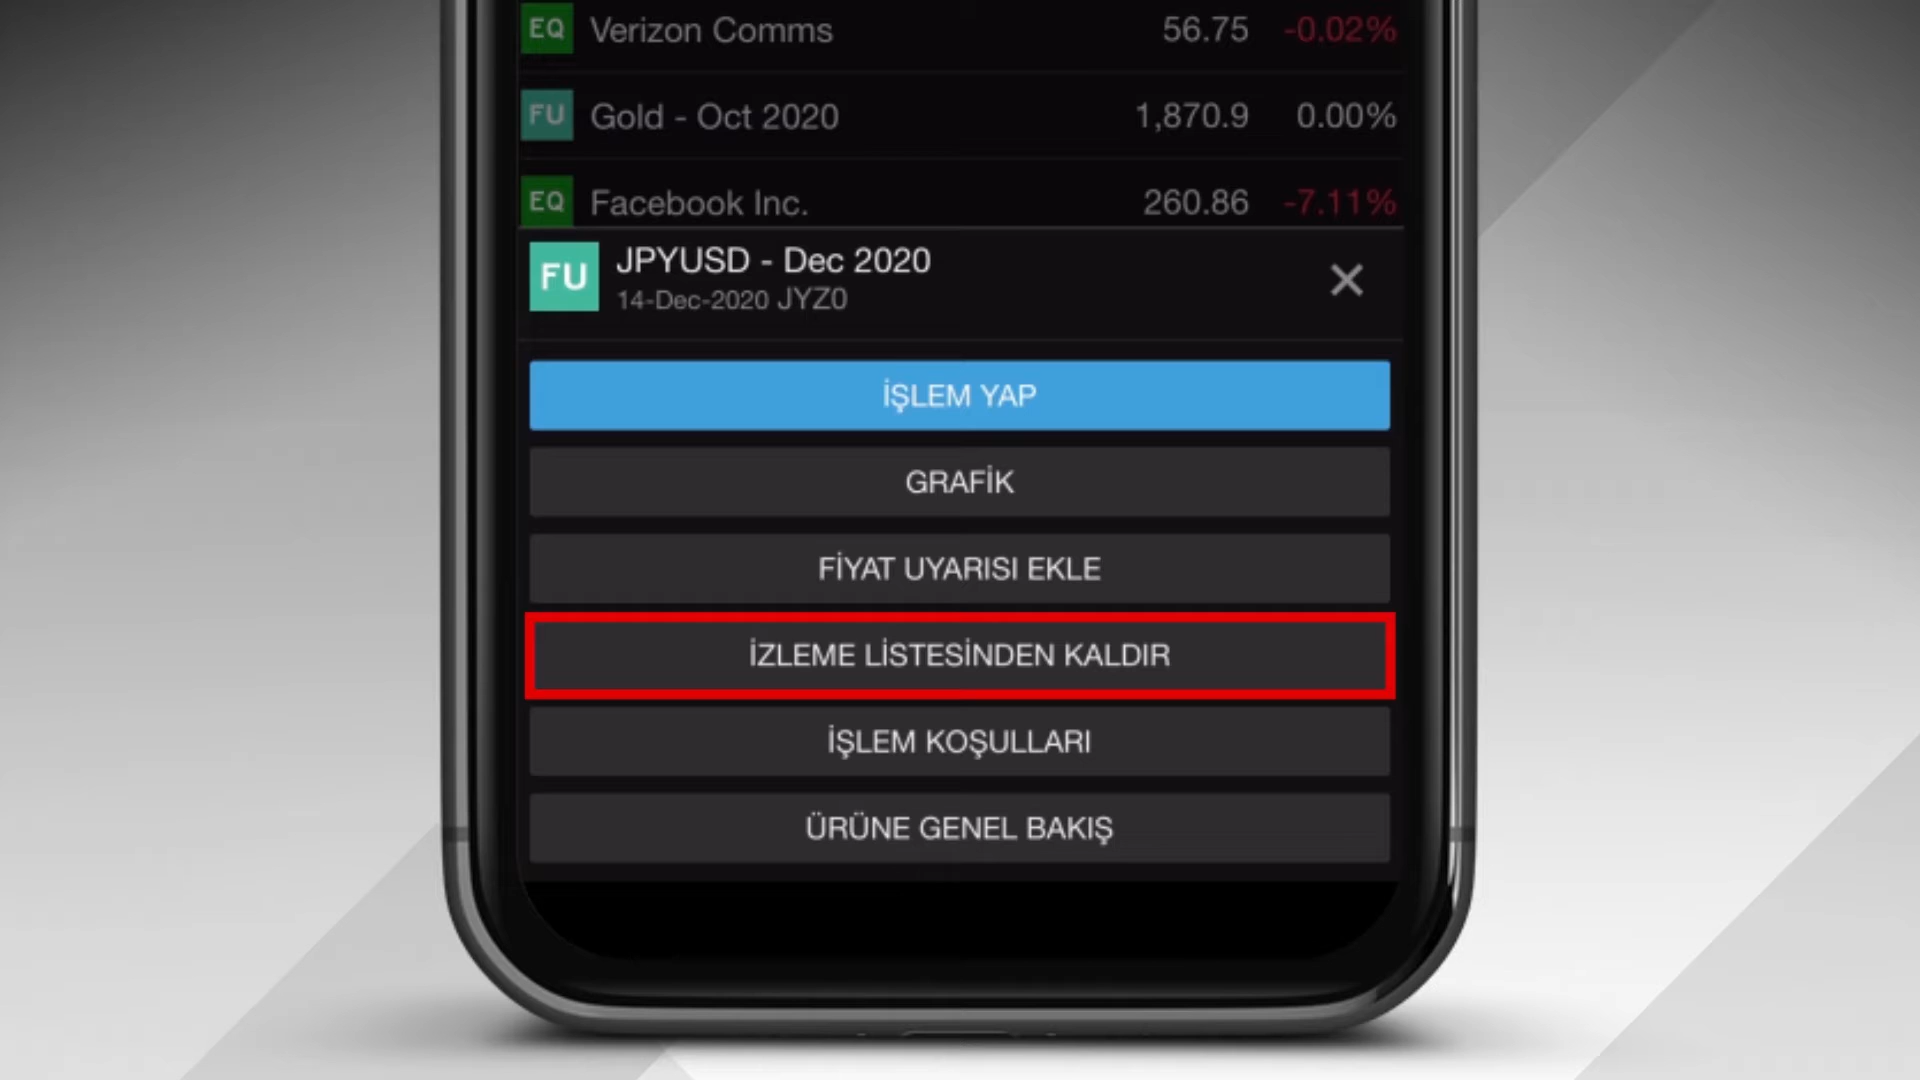 EQ Verizon Comms 56.75 -0.02%
FU Gold - Oct 2020 1,870.9 0.00%
EQ Facebook Inc. 260.86 -7.11%
FU JPYUSD - Dec 2020
14-Dec-2020 JYZ0
İŞLEM YAP
GRAFİK
FİYAT UYARISI EKLE
İZLEME LİSTESİNDEN KALDIR
İŞLEM KOŞULLARI
ÜRÜNE GENEL BAKIŞ